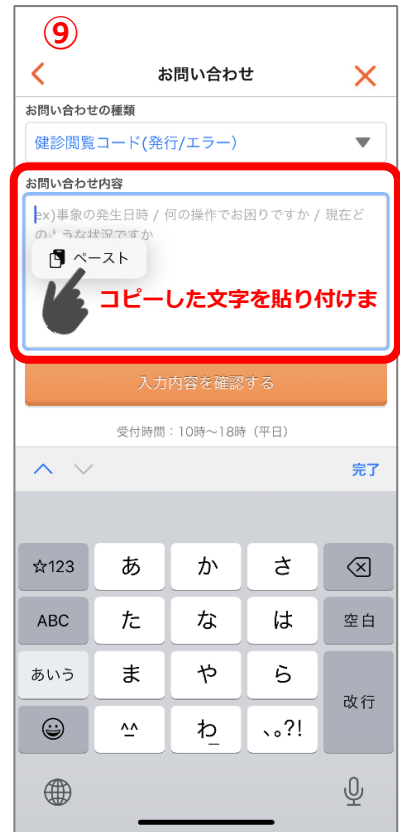 ⑨
お問い合わせ
お問い合わせの種類
健診閲覧コード(発行/エラー)
お問い合わせ内容
ex)事象の発生日時 / 何の操作でお困りですか / 現在ど
のような状況ですか
ペースト
コピーした文字を貼り付けま
入力内容を確認する
受付時間：10時～18時（平日）
完了
☆123 あ か さ
ABC た な は 空白
あいう ま や ら
改行
^^ わ 、。?!